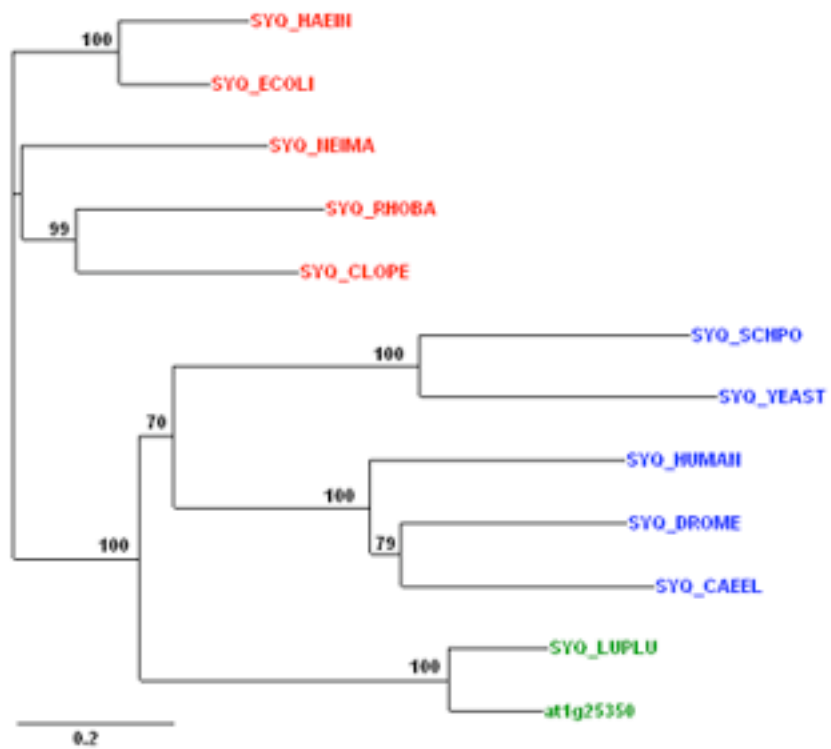 SYQ_HAEIN
100
SYQ_ECOLI
SYQ_NEIMA
SYQ_RHOBA
99
SYQ_CLOPE
SYQ_SCHPO
100
SYQ_YEAST
70
SYQ_HUMAN
100
SYQ_DROME
79
100
SYQ_CAEEL
SYQ_LUPLU
100
at1g25350
0.2